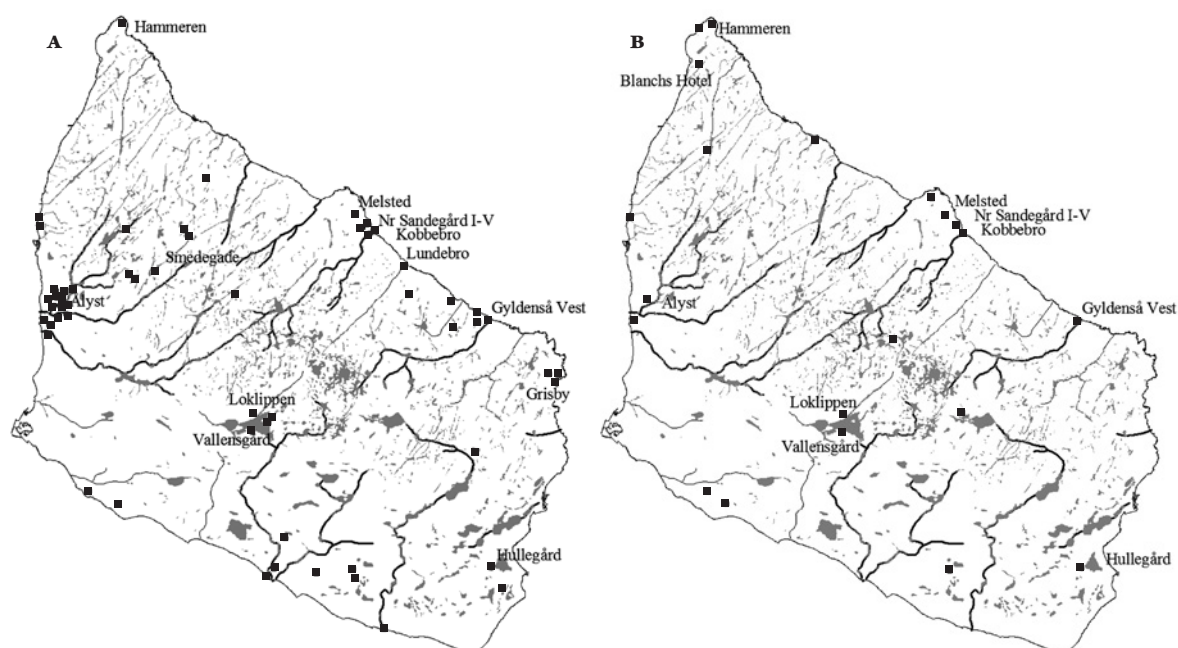 A
Hammeren
Melsted
Nr Sandegård I-V
Kobbebro
Smedegade
Lundebro
Ålyst
Gyldenså Vest
Grisby
Loklippen
Vallensgård
Hullegård
B
Hammeren
Blanchs Hotel
Melsted
Nr Sandegård I-V
Kobbebro
Ålyst
Gyldenså Vest
Loklippen
Vallensgård
Hullegård